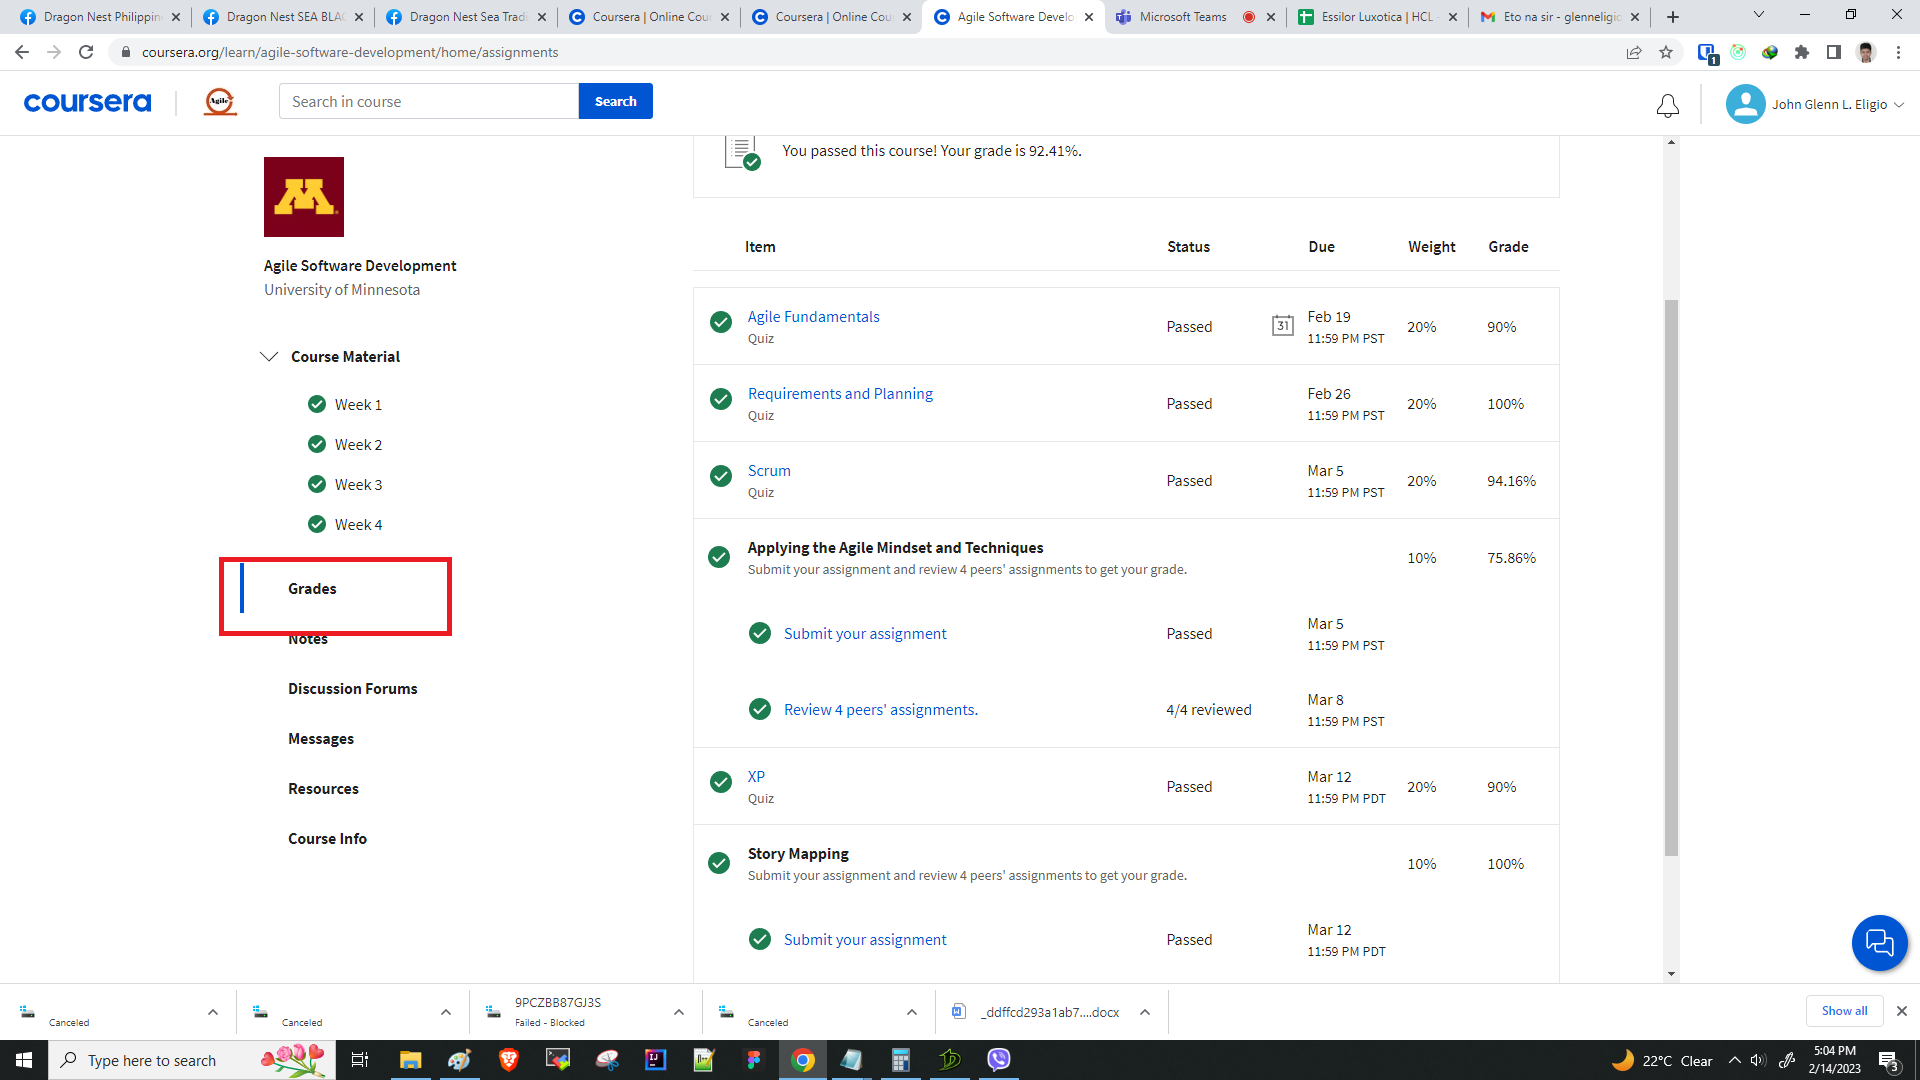 Dragon Nest Philippin
Dragon Nest SEA BLAC
Dragon Nest Sea Tradi
Coursera | Online Cou
Coursera | Online Cou
Agile Software Develo
Microsoft Teams
Essilor Luxotica | HCL
Eto na sir - glenneligio
coursera.org/learn/agile-software-development/home/assignments
1
coursera
Agile
Search in course
Search
John Glenn L. Eligio
You passed this course! Your grade is 92.41%.
M
Agile Software Development
University of Minnesota
Course Material
Week 1
Week 2
Week 3
Week 4
Grades
Notes
Discussion Forums
Messages
Resources
Course Info
Item Status Due Weight Grade
Agile Fundamentals
Quiz
Passed
31
Feb 19
11:59 PM PST
20%
90%
Requirements and Planning
Quiz
Passed
Feb 26
11:59 PM PST
20%
100%
Scrum
Quiz
Passed
Mar 5
11:59 PM PST
20%
94.16%
Applying the Agile Mindset and Techniques
Submit your assignment and review 4 peers' assignments to get your grade.
10%
75.86%
Submit your assignment
Passed
Mar 5
11:59 PM PST
Review 4 peers' assignments.
4/4 reviewed
Mar 8
11:59 PM PST
XP
Quiz
Passed
Mar 12
11:59 PM PDT
20%
90%
Story Mapping
Submit your assignment and review 4 peers' assignments to get your grade.
10%
100%
Submit your assignment
Passed
Mar 12
11:59 PM PDT
Canceled
Canceled
9PCZBB87GJ3S
Failed - Blocked
Canceled
_ddffcd293a1ab7....docx
Show all
Type here to search
22°C Clear
5:04 PM
2/14/2023
3